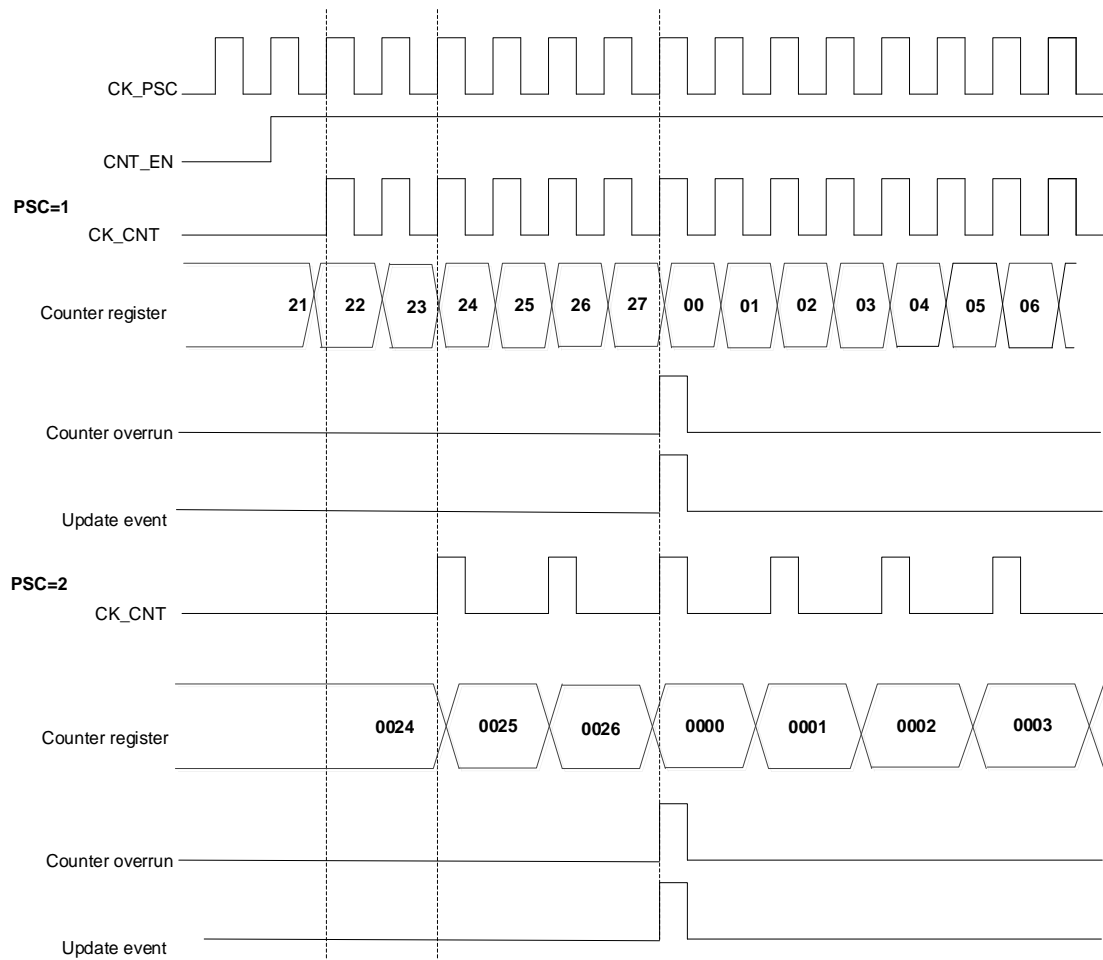 CK_PSC
CNT_EN
PSC=1
CK_CNT
Counter register 21 22 23 24 25 26 27 00 01 02 03 04 05 06
Counter overrun
Update event
PSC=2
CK_CNT
Counter register 0024 0025 0026 0000 0001 0002 0003
Counter overrun
Update event